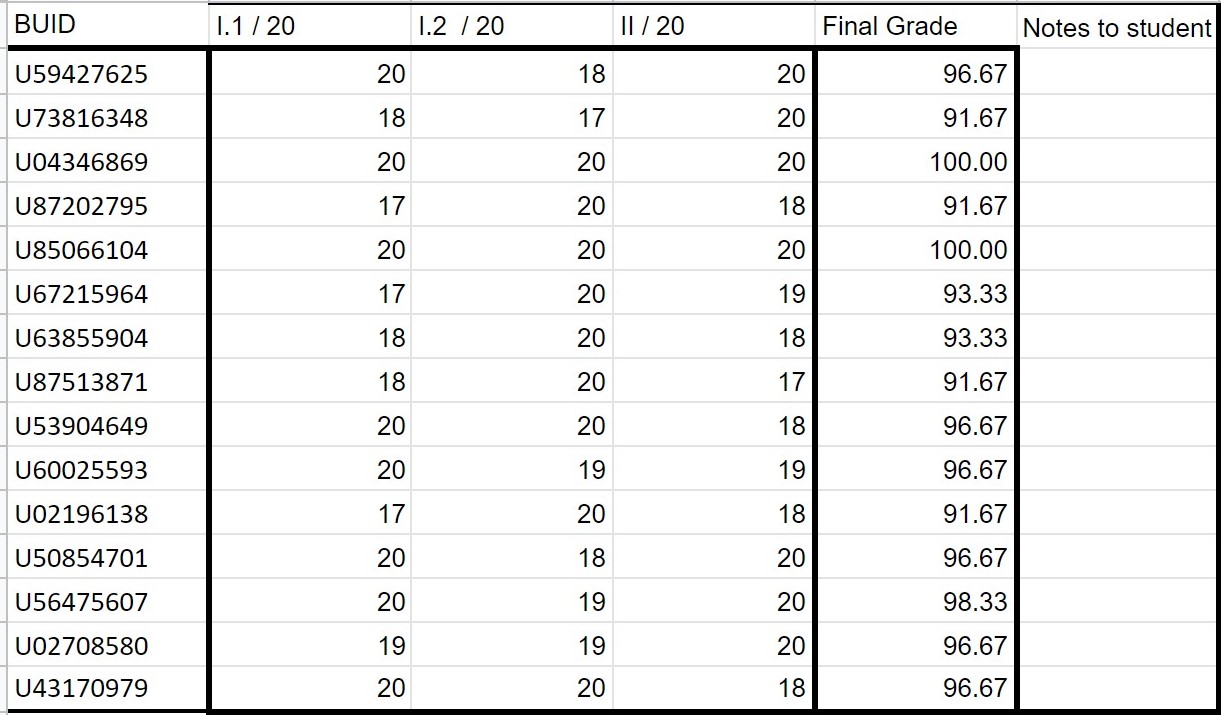 BUID I.1 / 20 I.2 / 20 II / 20 Final Grade Notes to student
U59427625 20 18 20 96.67
U73816348 18 17 20 91.67
U04346869 20 20 20 100.00
U87202795 17 20 18 91.67
U85066104 20 20 20 100.00
U67215964 17 20 19 93.33
U63855904 18 20 18 93.33
U87513871 18 20 17 91.67
U53904649 20 20 18 96.67
U60025593 20 19 19 96.67
U02196138 17 20 18 91.67
U50854701 20 18 20 96.67
U56475607 20 19 20 98.33
U02708580 19 19 20 96.67
U43170979 20 20 18 96.67